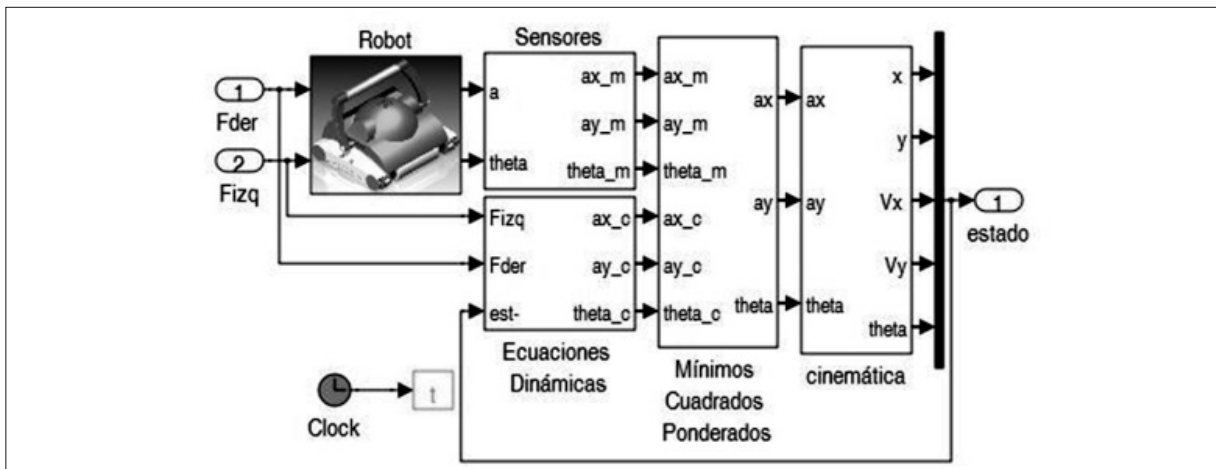 Robot
Sensores
1
Fder
2
Fizq
a
theta
ax_m
ay_m
theta_m
Fizq
Fder
est-
ax_c
ay_c
theta_c
Ecuaciones
Dinámicas
ax_m
ay_m
theta_m
ax_c
ay_c
theta_c
ax
ay
theta
Mínimos
Cuadrados
Ponderados
ax
ay
theta
x
y
Vx
Vy
theta
cinemática
1
estado
Clock
t